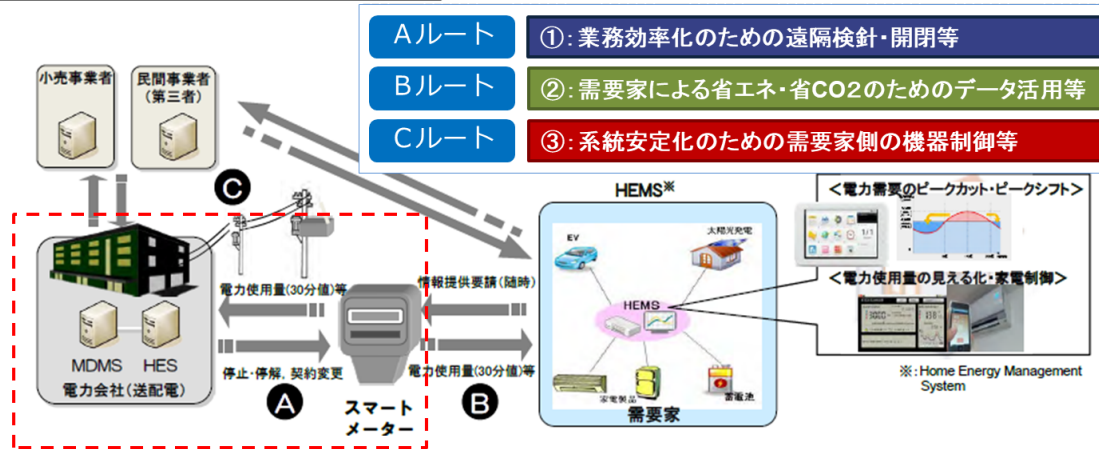 Aルート
①:業務効率化のための遠隔検針・開閉等
Bルート
②:需要家による省エネ・省CO2のためのデータ活用等
Cルート
③:系統安定化のための需要家側の機器制御等
小売事業者
民間事業者
(第三者)
C
HEMS※
<電力需要のピークカット・ピークシフト>
1/1
EV
太陽光発電
HEMS
家電製品
蓄電池
需要家
<電力使用量の見える化・家電制御>
※:Home Energy Management
System
電力使用量(30分値)等
情報提供要請(随時)
停止・停解, 契約変更
電力使用量(30分値)等
MDMS
HES
電力会社(送配電)
A
スマート
メーター
B